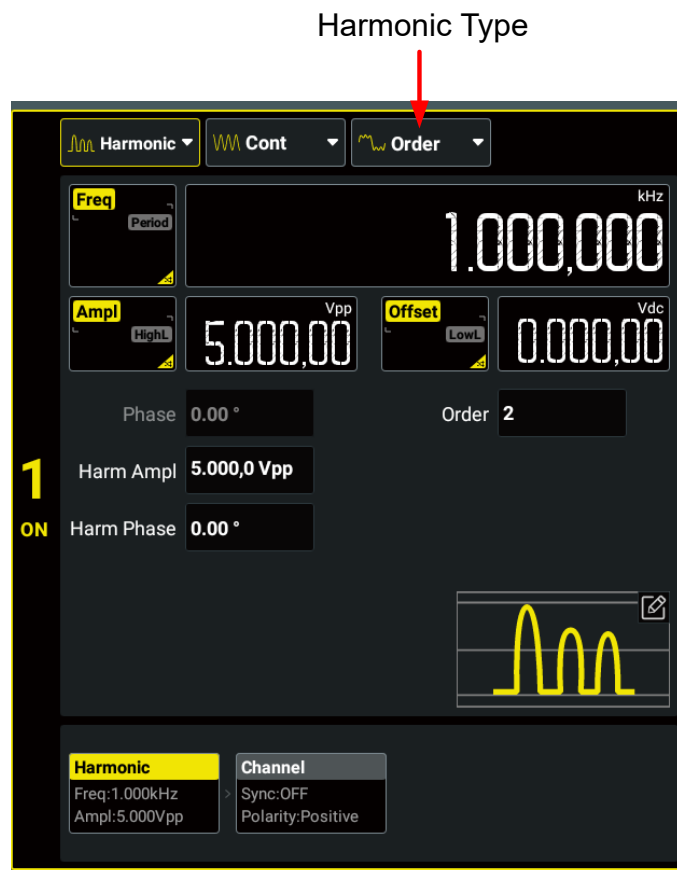 Harmonic Type
Harmonic Cont Order
Freq
Period
kHz
1.000,000
Ampl
HighL
Vpp
5.000,00
Offset
LowL
Vdc
0.000,00
Phase 0.00 ° Order 2
Harm Ampl 5.000,0 Vpp
1
ON
Harm Phase 0.00 °
Harmonic
Freq:1.000kHz
Ampl:5.000Vpp
>
Channel
Sync:OFF
Polarity:Positive